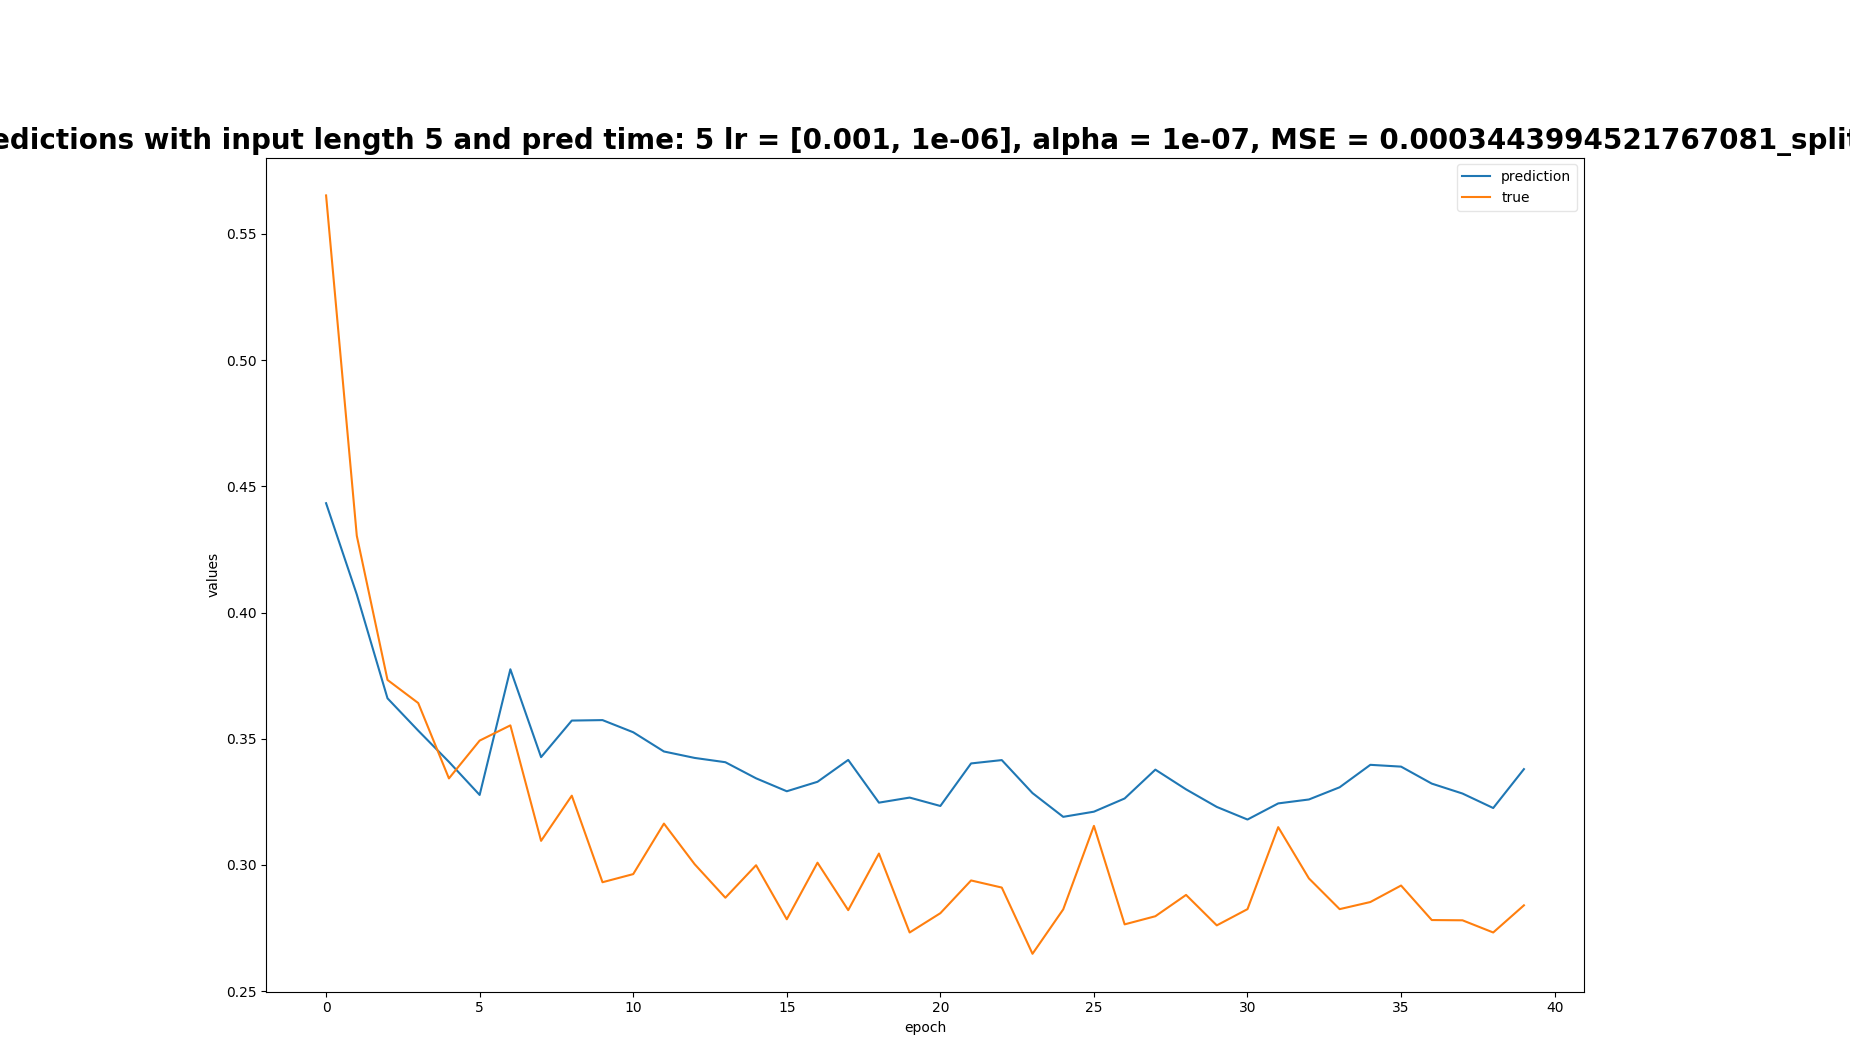 edictions with input length 5 and pred time: 5 lr = [0.001, 1e-06], alpha = 1e-07, MSE = 0.0003443994521767081_split
prediction
true
0.55
0.50
0.45
0.40
0.35
0.30
0.25
values
0 5 10 15 20 25 30 35 40
epoch